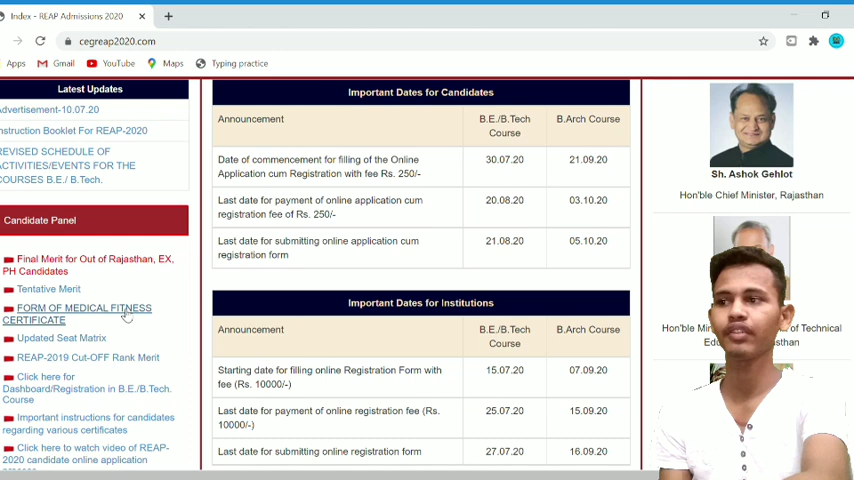 Index - REAP Admissions 2020
cegreap2020.com
Apps Gmail YouTube Maps Typing practice
Latest Updates
Advertisement-10.07.20
nstruction Booklet For REAP-2020
REVISED SCHEDULE OF
ACTIVITIES/EVENTS FOR THE
COURSES B.E./ B.Tech.
Candidate Panel
Final Merit for Out of Rajasthan, EX,
PH Candidates
Tentative Merit
FORM OF MEDICAL FITNESS
CERTIFICATE
Updated Seat Matrix
REAP-2019 Cut-OFF Rank Merit
Click here for
Dashboard/Registration in B.E./B.Tech.
Course
Important instructions for candidates
regarding various certificates
Click here to watch video of REAP-
2020 candidate online application
Important Dates for Candidates
Announcement B.E./B.Tech Course B.Arch Course
Date of commencement for filling of the Online
Application cum Registration with fee Rs. 250/- 30.07.20 21.09.20
Last date for payment of online application cum
registration fee of Rs. 250/- 20.08.20 03.10.20
Last date for submitting online application cum
registration form 21.08.20 05.10.20
Important Dates for Institutions
Announcement B.E./B.Tech Course B.Arch Course
Starting date for filling online Registration Form with
fee (Rs. 10000/-) 15.07.20 07.09.20
Last date for payment of online registration fee (Rs.
10000/-) 25.07.20 15.09.20
Last date for submitting online registration form 27.07.20 16.09.20
Sh. Ashok Gehlot
Hon'ble Chief Minister, Rajasthan
Hon'ble Min of Technical
Edu sthan